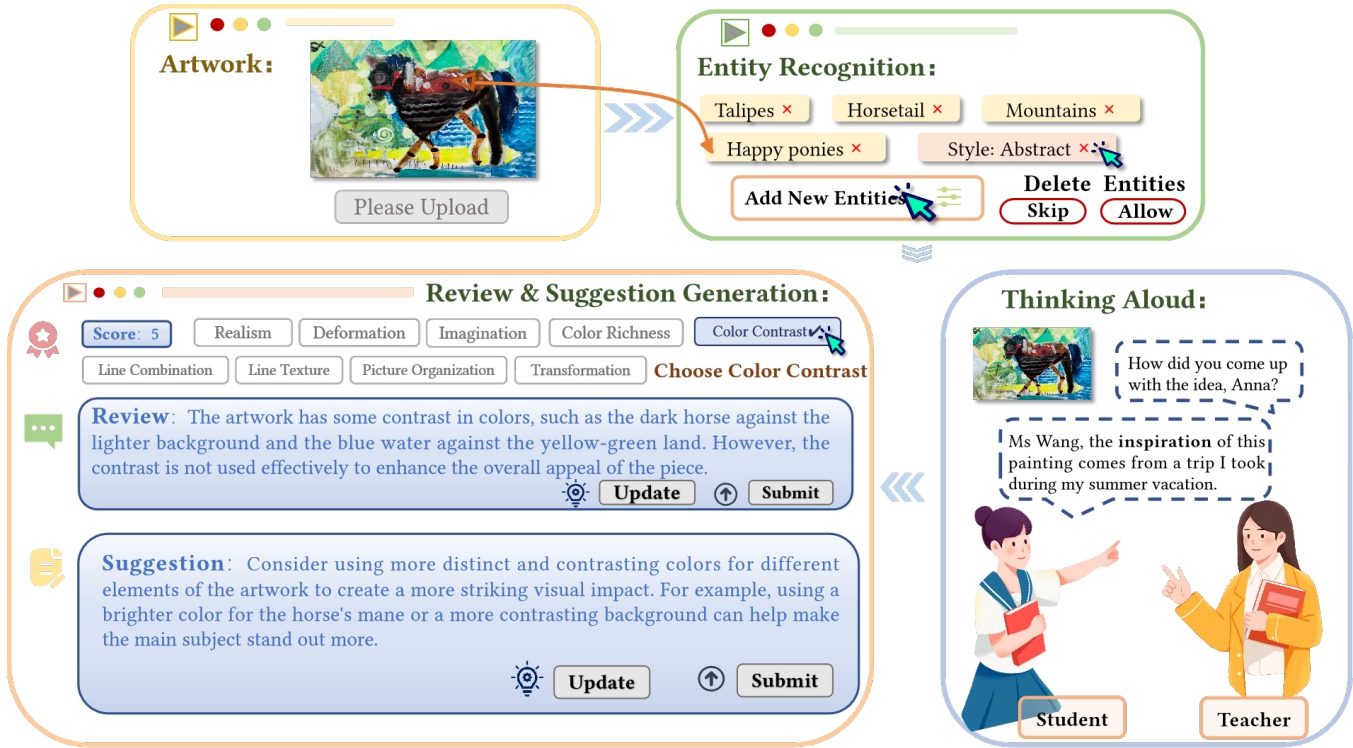 Artwork:
Please Upload
Entity Recognition:
Talipes ×
Horsetail ×
Mountains ×
Happy ponies ×
Style: Abstract ×
Add New Entities
Delete Entities
Skip
Allow
Review & Suggestion Generation:
Score: 5
Realism
Deformation
Imagination
Color Richness
Color Contrast
Line Combination
Line Texture
Picture Organization
Transformation
Choose Color Contrast
Review: The artwork has some contrast in colors, such as the dark horse against the
lighter background and the blue water against the yellow-green land. However, the
contrast is not used effectively to enhance the overall appeal of the piece.
Update
Submit
Suggestion: Consider using more distinct and contrasting colors for different
elements of the artwork to create a more striking visual impact. For example, using a
brighter color for the horse's mane or a more contrasting background can help make
the main subject stand out more.
Update
Submit
Thinking Aloud:
How did you come up
with the idea, Anna?
Ms Wang, the inspiration of this
painting comes from a trip I took
during my summer vacation.
Student
Teacher